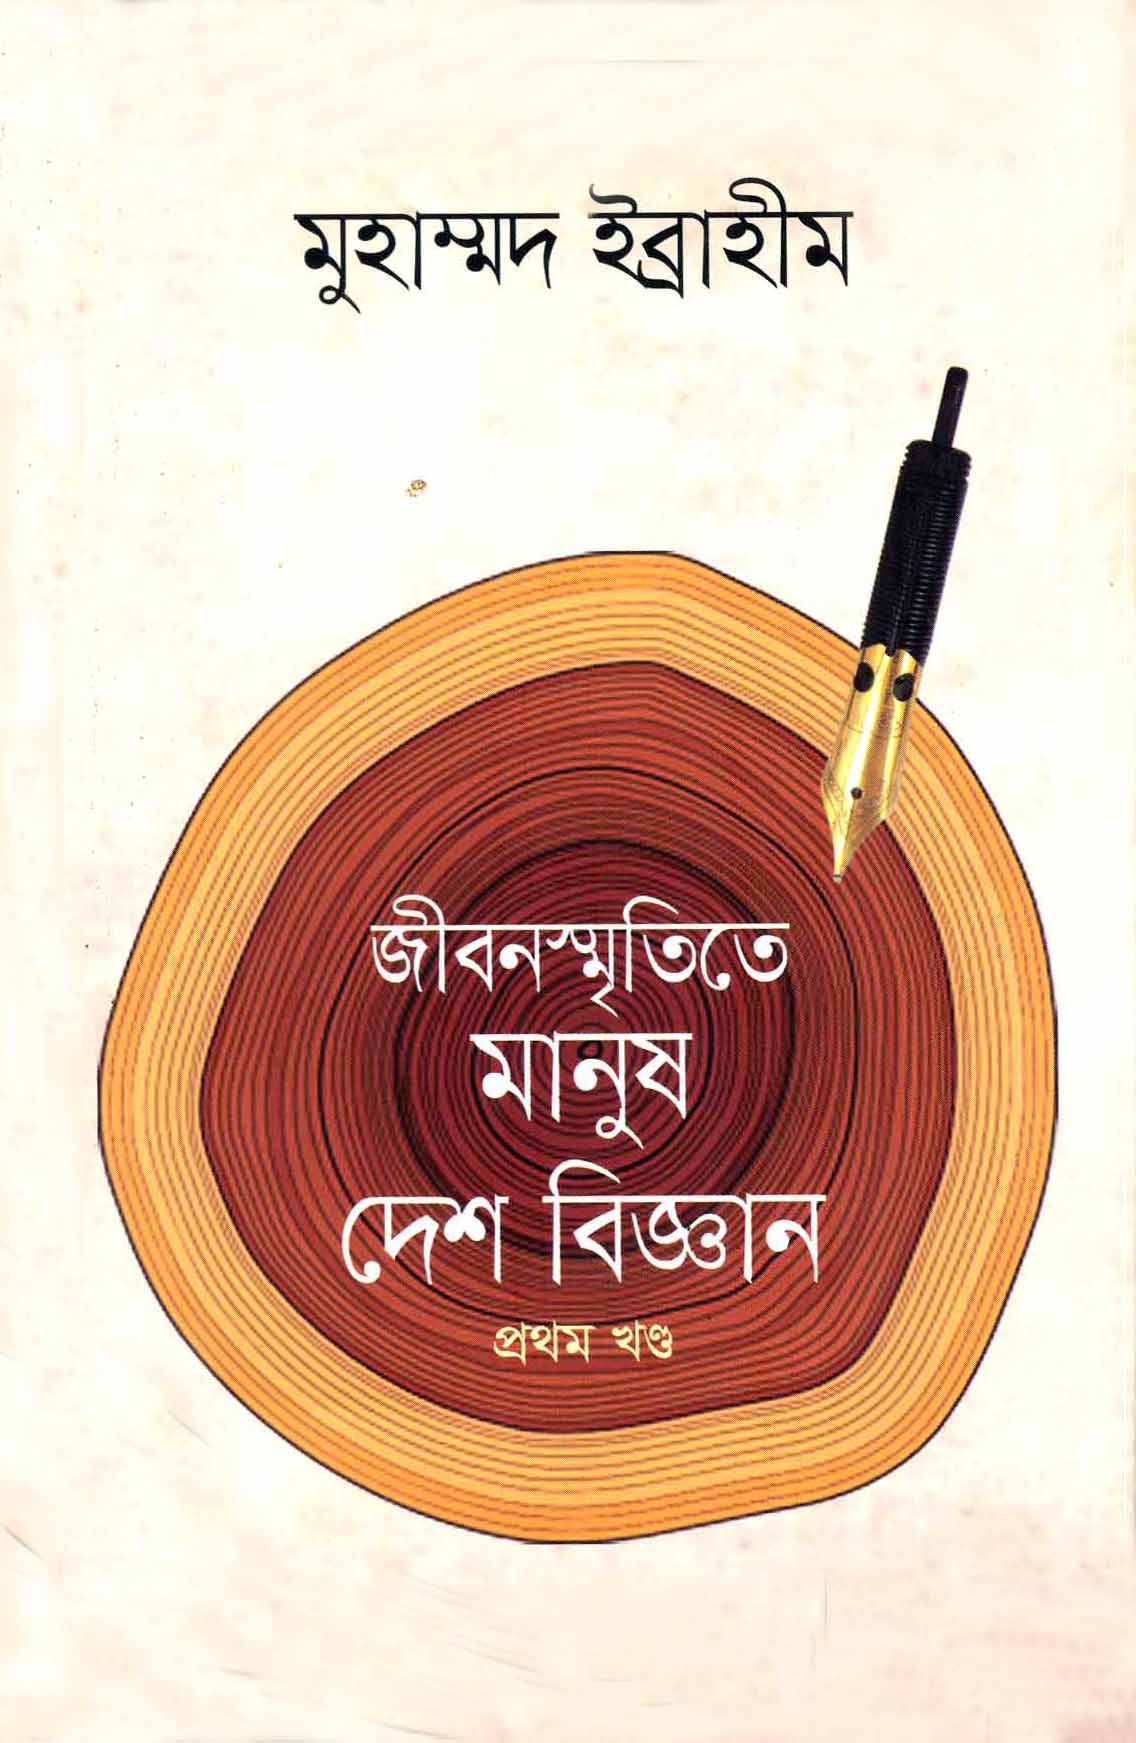 মুহাম্মদ ইব্রাহীম
জীবনস্মৃতিতে
মানুষ
দেশ বিজ্ঞান
প্রথম খণ্ড